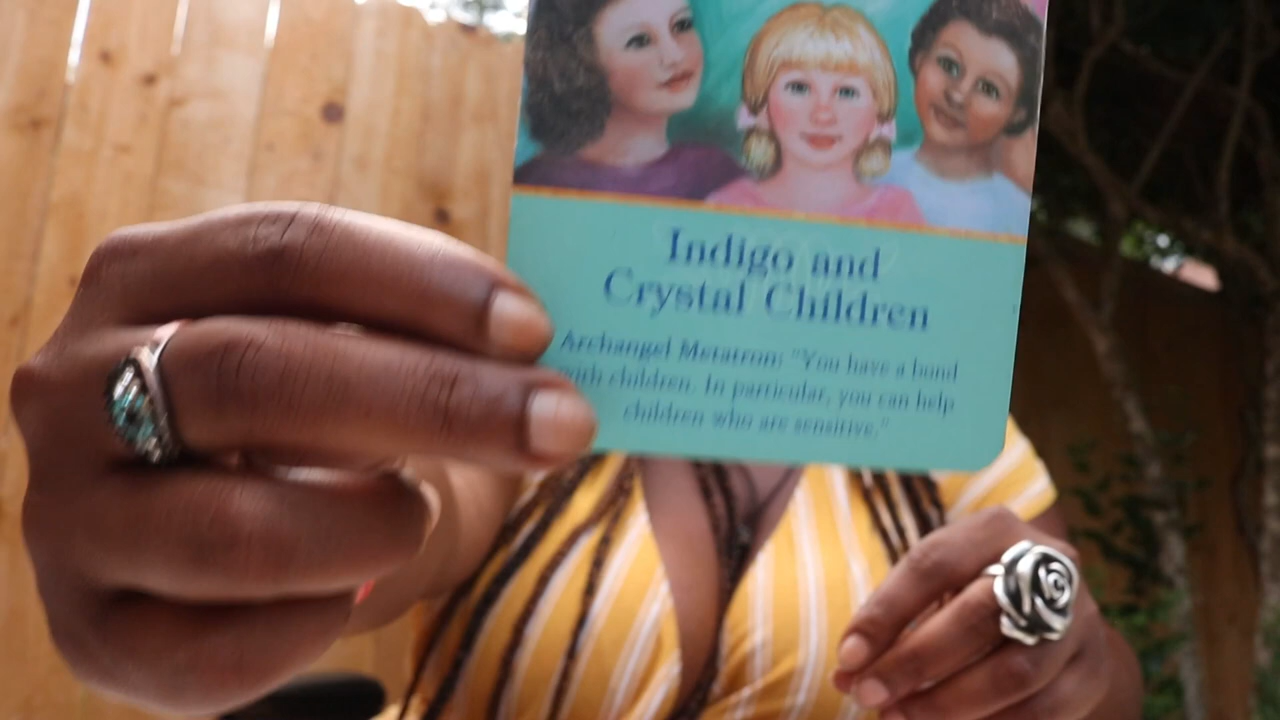 Indigo and
Crystal Children
Archangel Metatron: "You have a bond
with children. In particular, you can help
children who are sensitive."